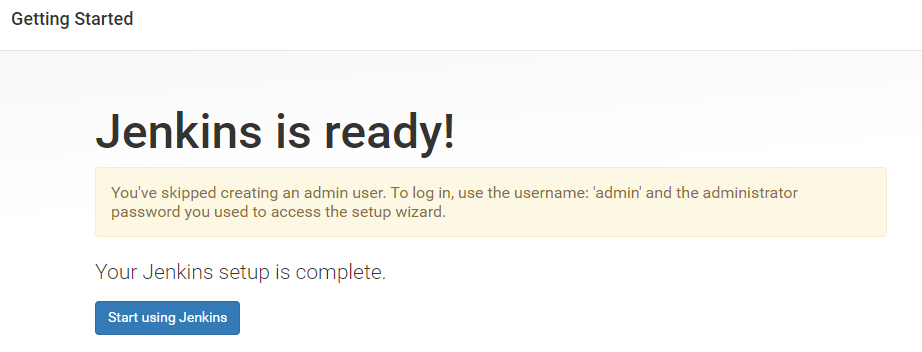 Getting Started
Jenkins is ready!
You've skipped creating an admin user. To log in, use the username: 'admin' and the administrator
password you used to access the setup wizard.
Your Jenkins setup is complete.
Start using Jenkins